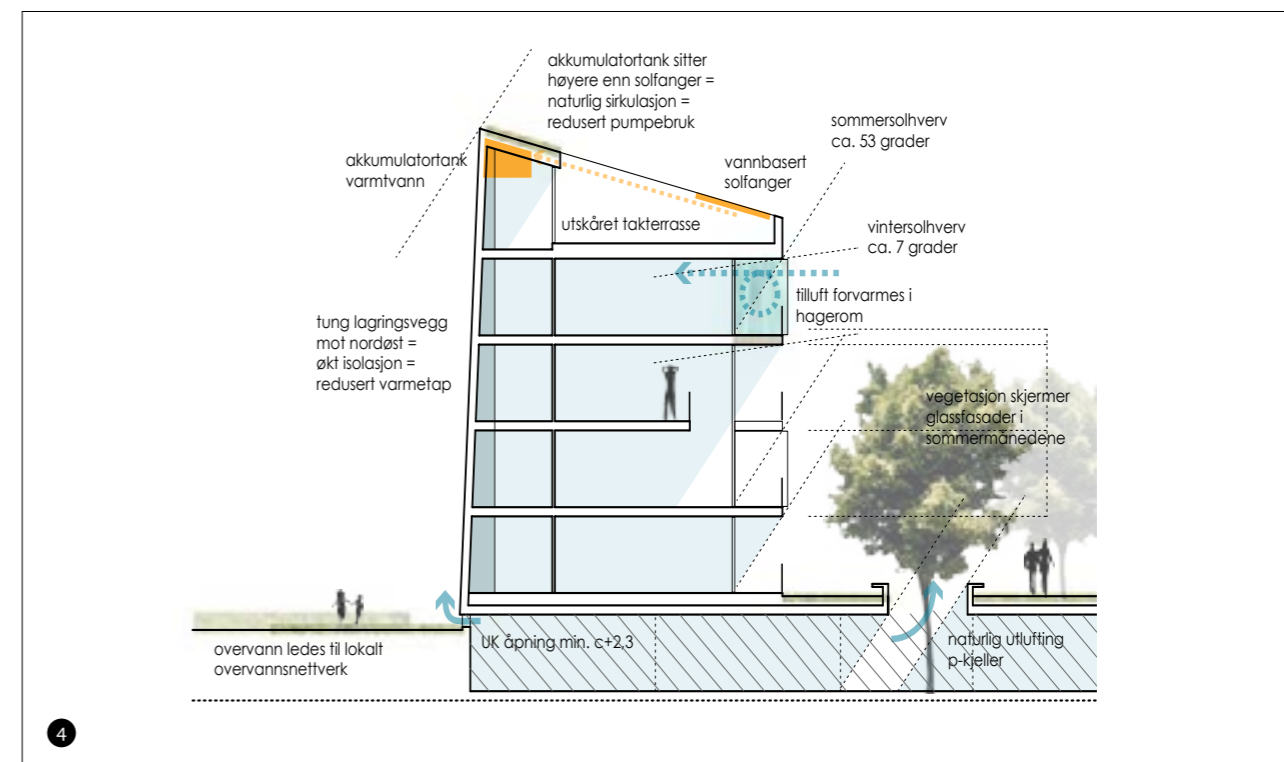 akkumulatortank sitter
høyere enn solfanger =
naturlig sirkulasjon =
redusert pumpebruk
sommersolhverv
ca. 53 grader
akkumulatortank
varmtvann
vannbasert
solfanger
utskåret takterrasse
vintersolhverv
ca. 7 grader
tilluft forvarmes i
hagerom
tung lagringsvegg
mot nordøst =
økt isolasjon =
redusert varmetap
vegetasjon skjermer
glassfasader i
sommermånedene
overvann ledes til lokalt
overvannsnettverk
UK åpning min. c+2,3
naturlig utlufting
p-kjeller
4